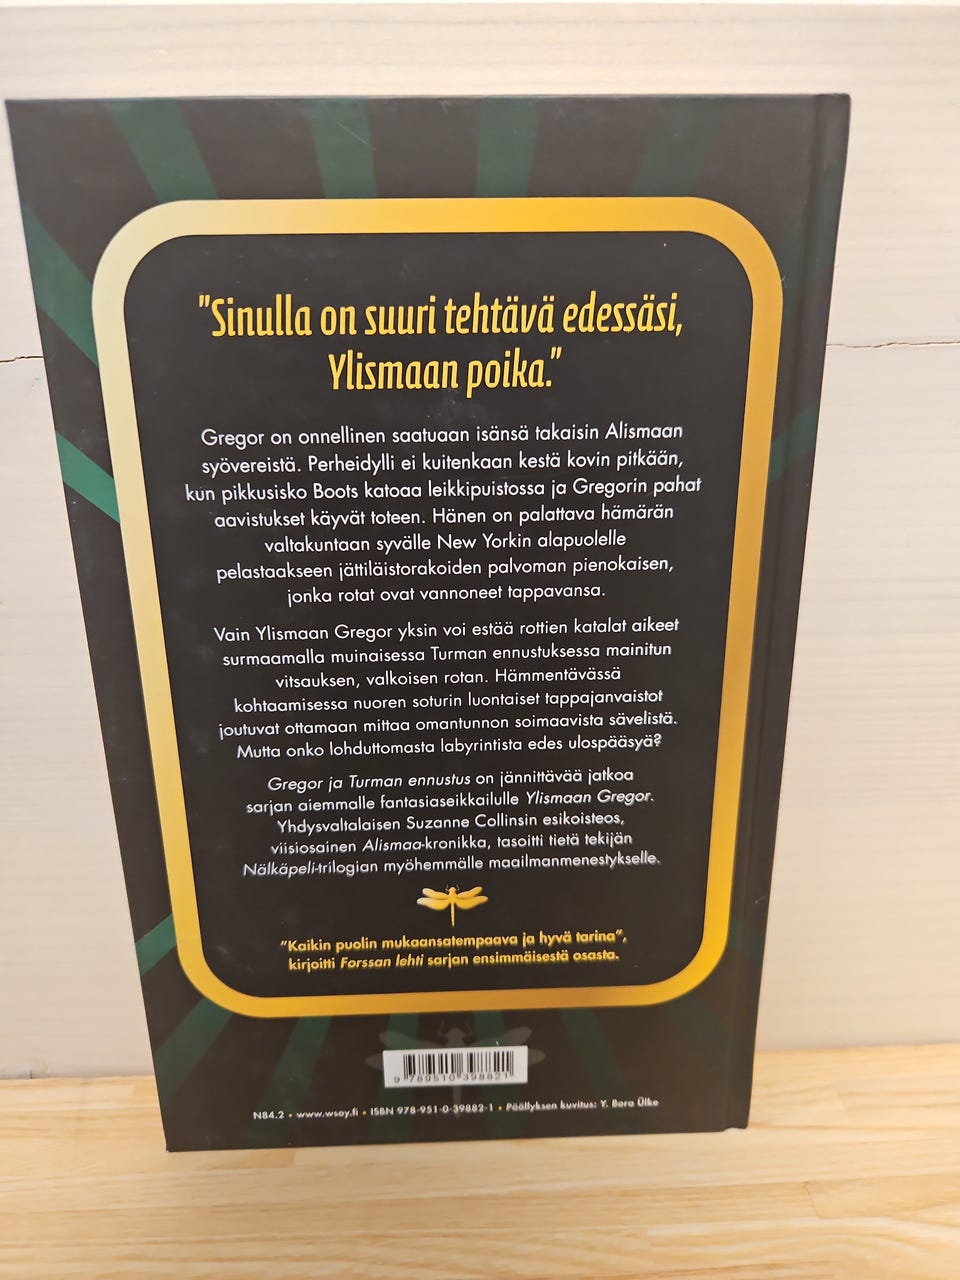 "Sinulla on suuri tehtävä edessäsi,
Ylismaan poika."
Gregor on onnellinen saatuaan isänsä takaisin Alismaan
syövereistä. Perheidylli ei kuitenkaan kestä kovin pitkään,
kun pikkusisko Boots katoaa leikkipuistossa ja Gregorin pahat
aavistukset käyvät toteen. Hänen on palattava hämärän
valtakuntaan syvälle New Yorkin alapuolelle
pelastaakseen jättiläistorakoiden palvoman pienokaisen,
jonka rotat ovat vannoneet tappavansa.
Vain Ylismaan Gregor yksin voi estää rottien katalat aikeet
surmaamalla muinaisessa Turman ennustuksessa mainitun
vitsauksen, valkoisen rotan. Hämmentävässä
kohtaamisessa nuoren soturin luontaiset tappajanvaistot
joutuvat ottamaan mittaa omantunnon soimaavista sävelistä.
Mutta onko lohduttomasta labyrintista edes ulospääsyä?
Gregor ja Turman ennustus on jännittävää jatkoa
sarjan aiemmalle fantasiaseikkailulle Ylismaan Gregor.
Yhdysvaltalaisen Suzanne Collinsin esikoisteos,
viisiosainen Alismaa-kronikka, tasoitti tietä tekijän
Nälkäpeli-trilogian myöhemmälle maailmanmenestykselle.
"Kaikin puolin mukaansatempaava ja hyvä tarina",
kirjoitti Forssan lehti sarjan ensimmäisestä osasta.
9 789510 398821
N84.2 • www.wsoy.fi • ISBN 978-951-0-39882-1 • Päällyksen kuvitus: Y. Bora Ülke